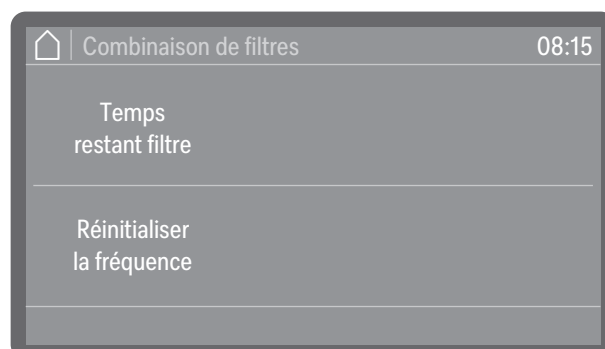 Combinaison de filtres 08:15
Temps
restant filtre
Réinitialiser
la fréquence